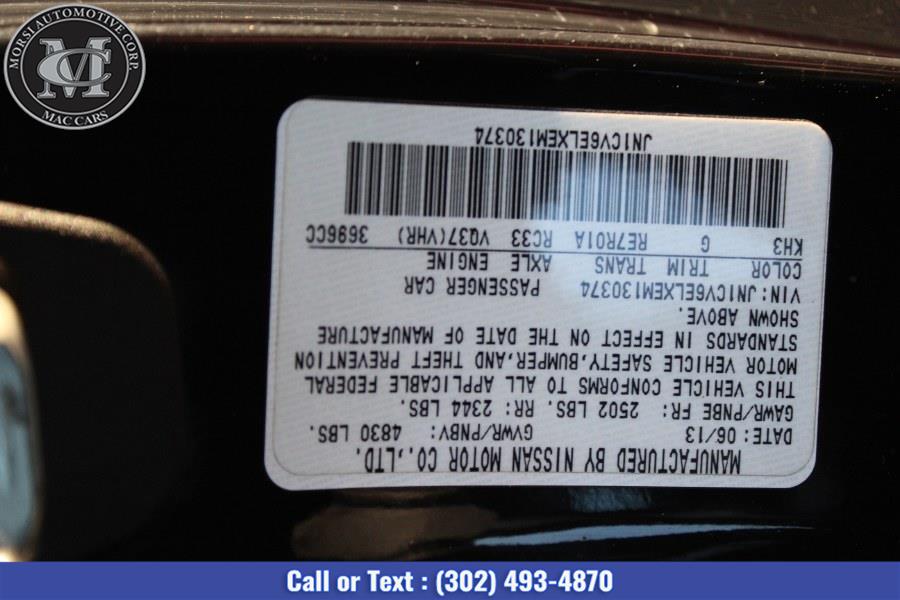 MORSI AUTOMOTIVE CORP.
MC
MAC CARS
MANUFACTURED BY NISSAN MOTOR CO.,LTD.
DATE: 06/13 GVWR/PNBV: 4830 LBS.
GAWR/PNBE FR: 2502 LBS. RR: 2344 LBS.
THIS VEHICLE CONFORMS TO ALL APPLICABLE FEDERAL
MOTOR VEHICLE SAFETY,BUMPER,AND THEFT PREVENTION
STANDARDS IN EFFECT ON THE DATE OF MANUFACTURE
SHOWN ABOVE.
VIN: JN1CV6ELXEM130374 PASSENGER CAR
COLOR TRIM TRANS AXLE ENGINE
KH3 G RE7R01A RC33 VQ37(VHR) 3696CC
JN1CV6ELXEM130374
Call or Text : (302) 493-4870